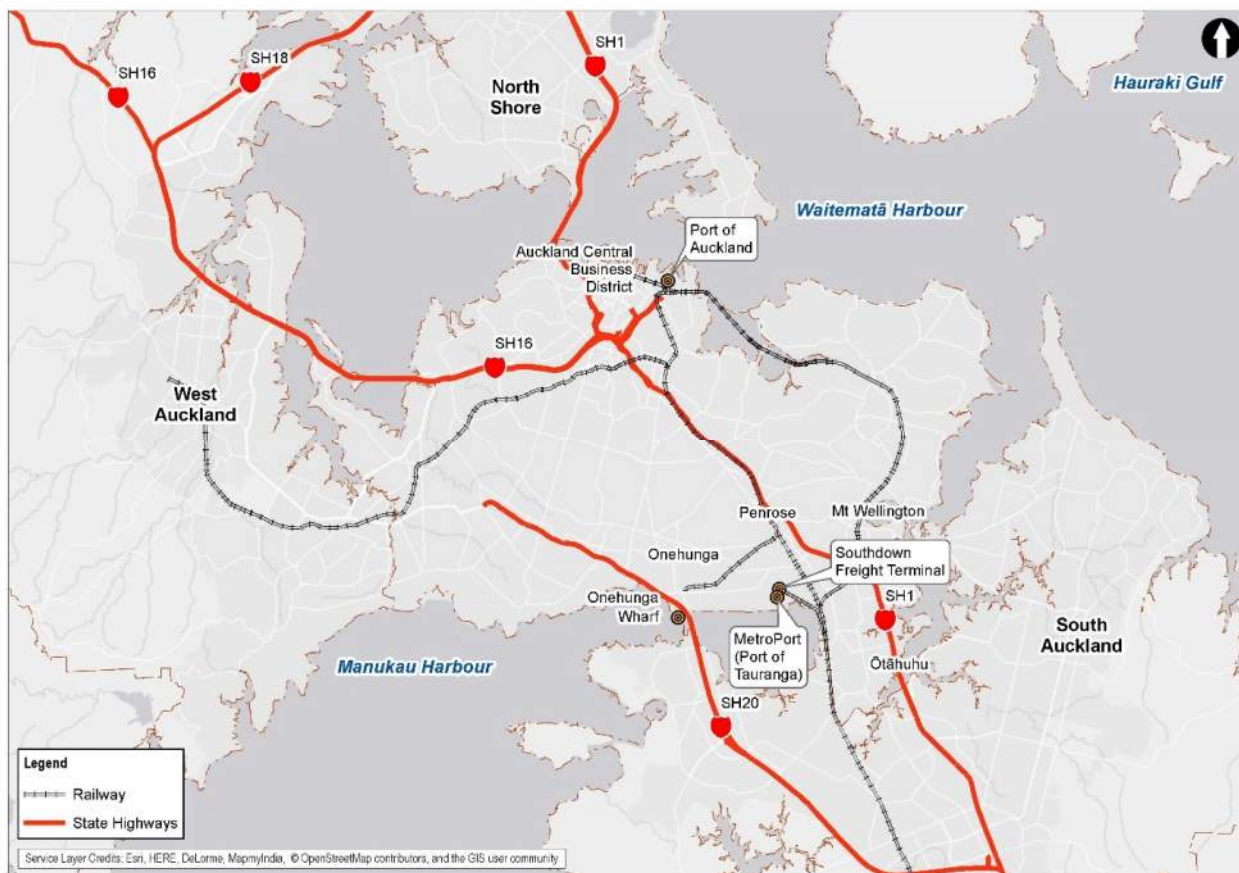 SH16
SH18
SH1
North
Shore
Hauraki Gulf
Waitematā Harbour
Port of
Auckland
Auckland Central
Business
District
SH16
West
Auckland
Penrose
Mt Wellington
Onehunga
Southdown
Freight Terminal
Onehunga
Wharf
SH1
MetroPort
(Port of
Tauranga)
South
Auckland
Ōtāhuhu
Manukau Harbour
SH20
Legend
Railway
State Highways
Service Layer Credits: Esri, HERE, DeLorme, MapmyIndia, © OpenStreetMap contributors, and the GIS user community